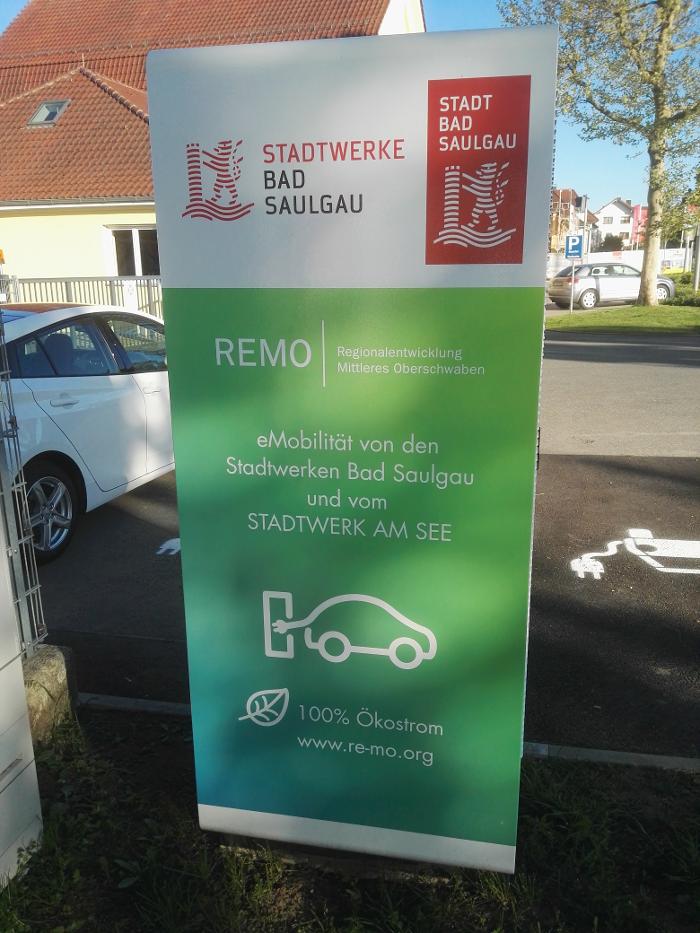 STADTWERKE
BAD
SAULGAU
STADT
BAD
SAULGAU
REMO
Regionalentwicklung
Mittleres Oberschwaben
eMobilität von den
Stadtwerken Bad Saulgau
und vom
STADTWERK AM SEE
100% Ökostrom
www.re-mo.org
P